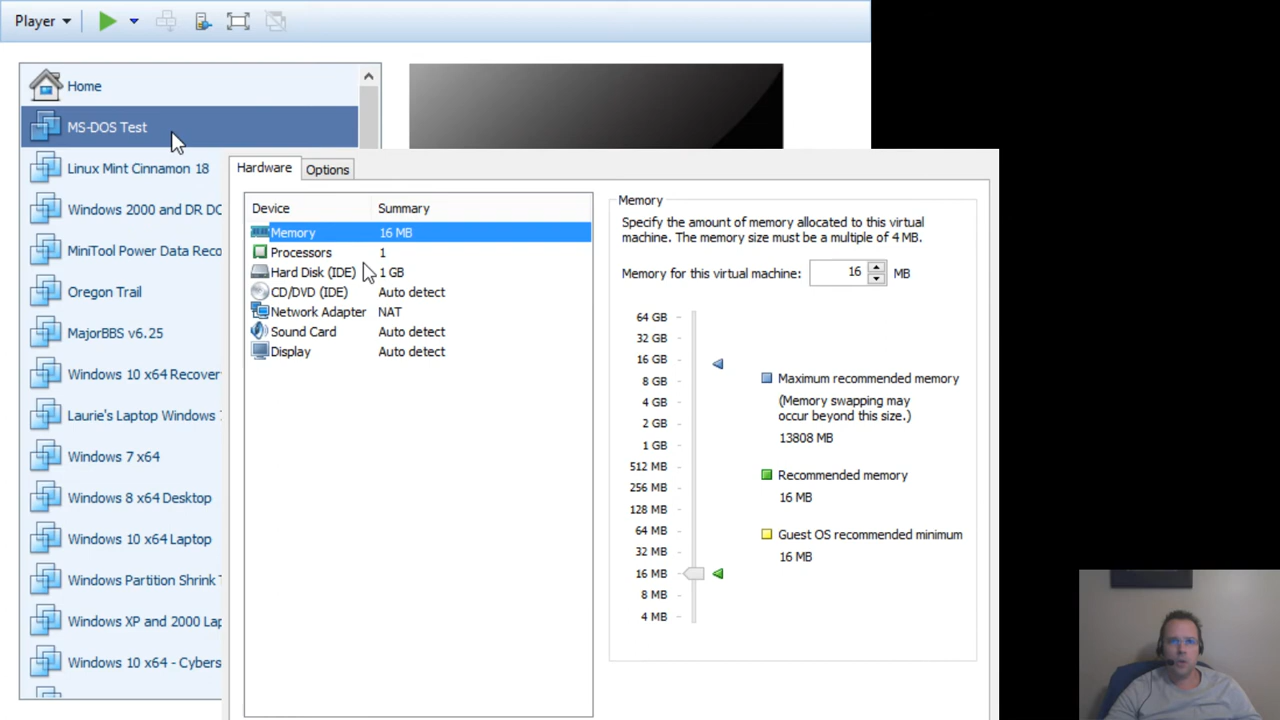 Player
Home
MS-DOS Test
Linux Mint Cinnamon 18
Windows 2000 and DR DO
MiniTool Power Data Reco
Oregon Trail
MajorBBS v6.25
Windows 10 x64 Recover
Laurie's Laptop Windows
Windows 7 x64
Windows 8 x64 Desktop
Windows 10 x64 Laptop
Windows Partition Shrink T
Windows XP and 2000 Lap
Windows 10 x64 - Cybers
Hardware
Options
Device Summary
Memory 16 MB
Processors 1
Hard Disk (IDE) 1 GB
CD/DVD (IDE) Auto detect
Network Adapter NAT
Sound Card Auto detect
Display Auto detect
Memory
Specify the amount of memory allocated to this virtual
machine. The memory size must be a multiple of 4 MB.
Memory for this virtual machine: 16 MB
64 GB
32 GB
16 GB
8 GB
4 GB
2 GB
1 GB
512 MB
256 MB
128 MB
64 MB
32 MB
16 MB
8 MB
4 MB
Maximum recommended memory
(Memory swapping may
occur beyond this size.)
13808 MB
Recommended memory
16 MB
Guest OS recommended minimum
16 MB